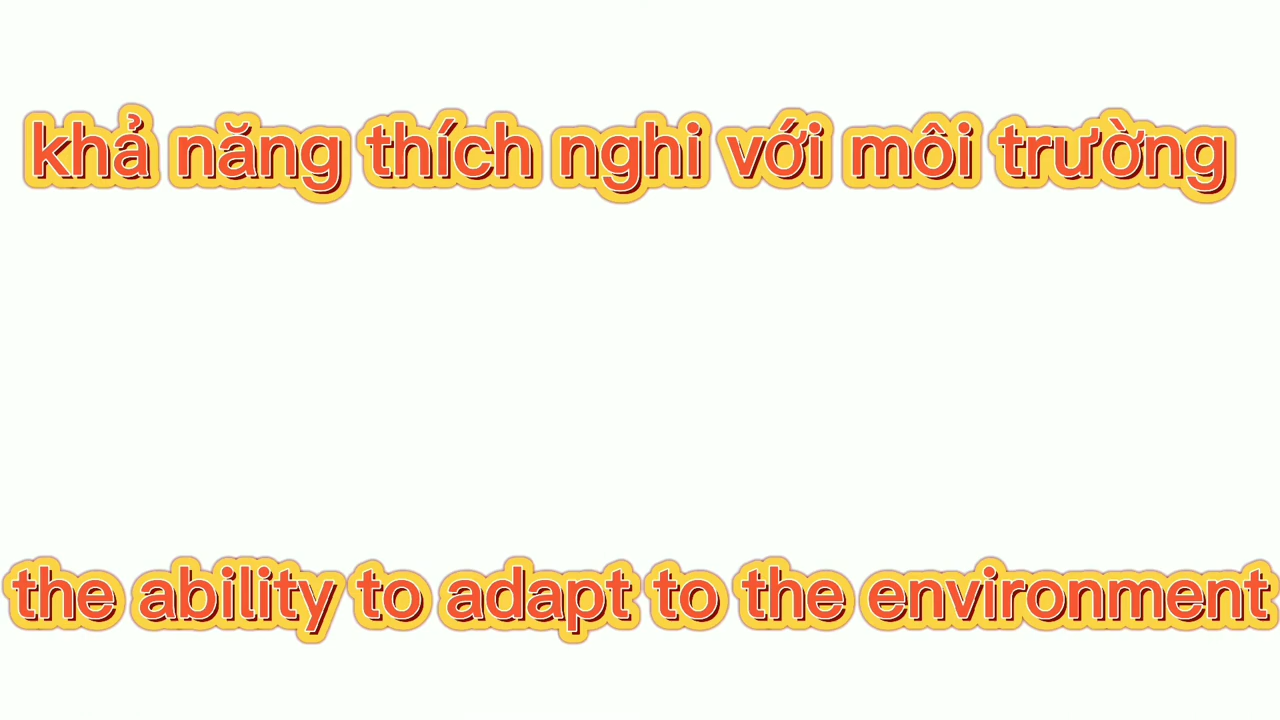 khả năng thích nghi với môi trường
the ability to adapt to the environment